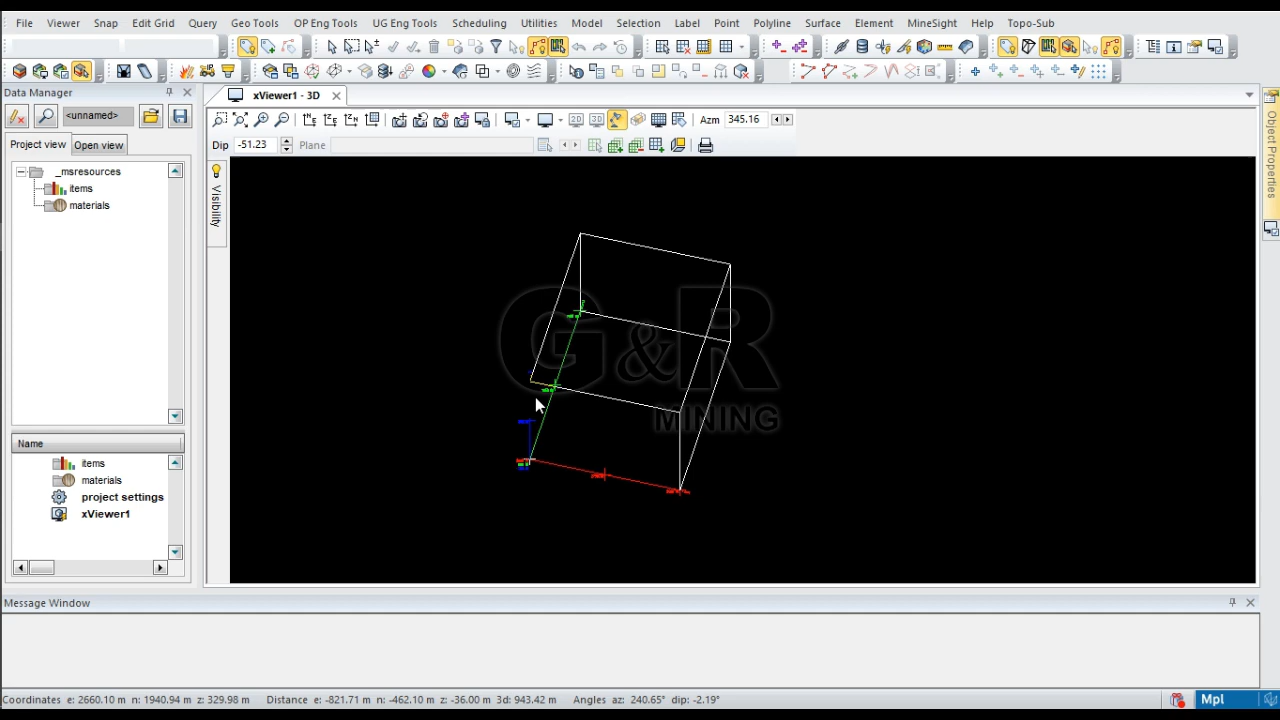 File Viewer Snap Edit Grid Query Geo Tools OP Eng Tools UG Eng Tools Scheduling Utilities Model Selection Label Point Polyline Surface Element MineSight Help Topo-Sub
Data Manager
<unnamed>
Project view Open view
_msresources
items
materials
Name
items
materials
project settings
xViewer1
xViewer1 - 3D
2D 3D Azm 345.16
Dip -51.23 Plane
Visibility
Object Properties
G&R
MINING
Message Window
Coordinates e: 2660.10 m n: 1940.94 m z: 329.98 m Distance e: -821.71 m n: -462.10 m z: -36.00 m 3d: 943.42 m Angles az: 240.65° dip: -2.19°
Mpl